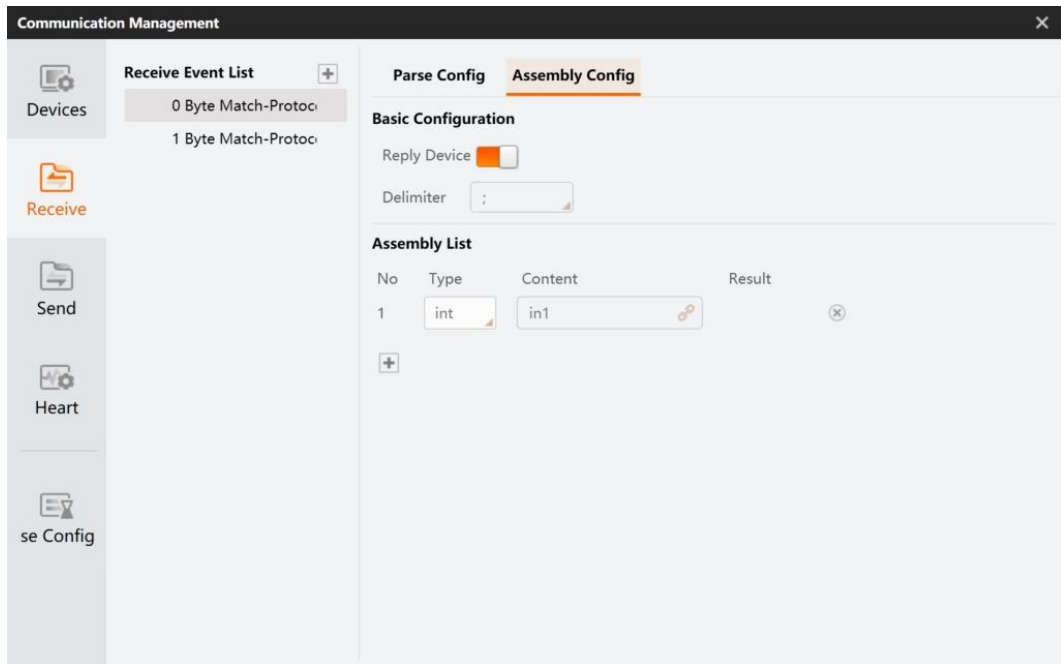 Communication Management
Devices
Receive
Send
Heart
se Config
Receive Event List
0 Byte Match-Protoc
1 Byte Match-Protoc
Parse Config
Assembly Config
Basic Configuration
Reply Device
Delimiter ;
Assembly List
No Type Content Result
1 int in1